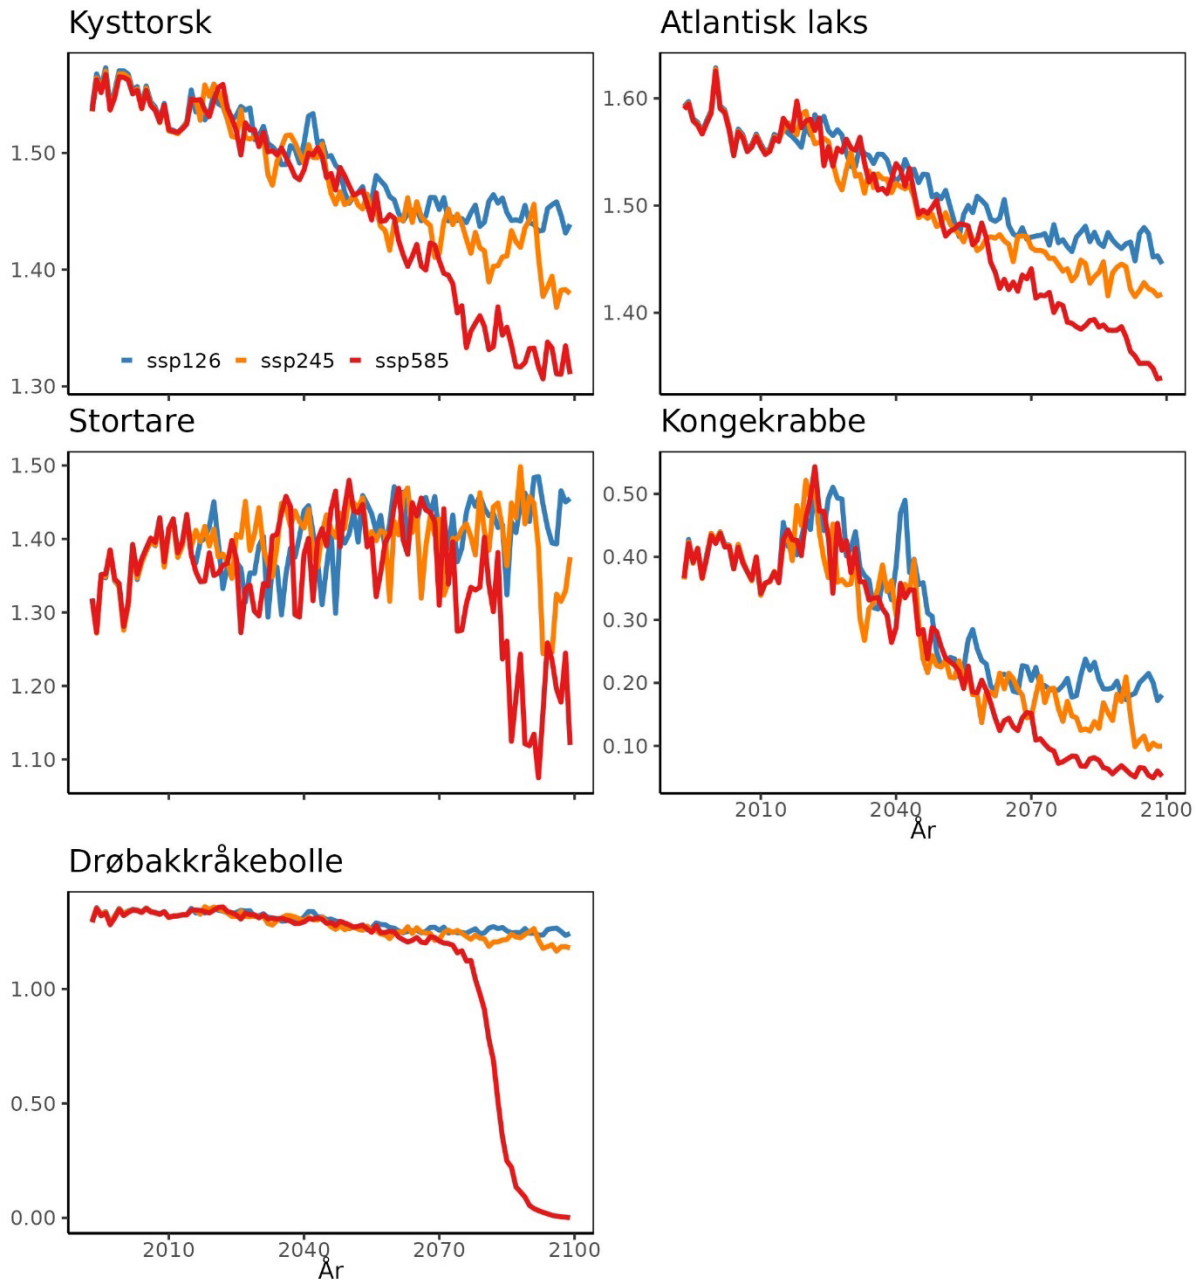 Kysttorsk
1.50
1.40
1.30
ssp126 ssp245 ssp585
Atlantisk laks
1.60
1.50
1.40
Stortare
1.50
1.40
1.30
1.20
1.10
Kongekrabbe
0.50
0.40
0.30
0.20
0.10
2010 2040 2070 2100
År
Drøbakkråkebolle
1.00
0.50
0.00
2010 2040 2070 2100
År